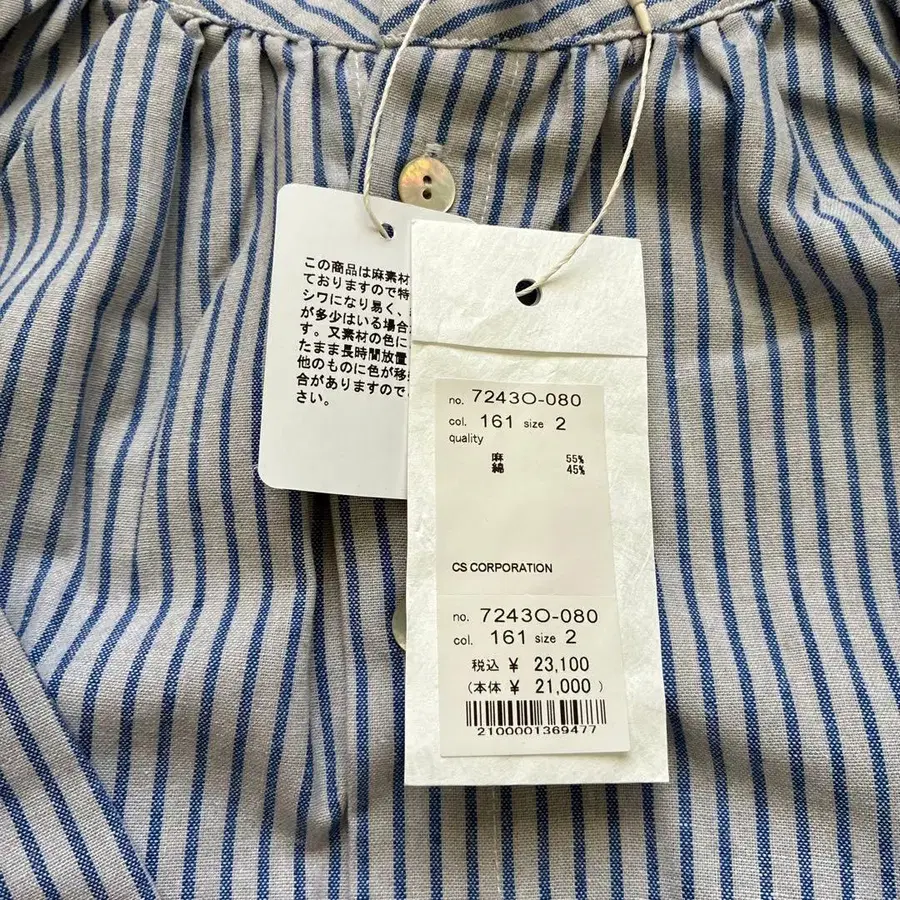 この商品は麻素材
ておりますので特
シワになり易く、
が多少はいる場合
す。又素材の色に
たまま長時間放置
他のものに色が移
合がありますので
さい。
no. 7243O-080
col. 161 size 2
quality
麻 55%
綿 45%
CS CORPORATION
no. 7243O-080
col. 161 size 2
税込 ¥ 23,100
(本体 ¥ 21,000 )
2100001369477